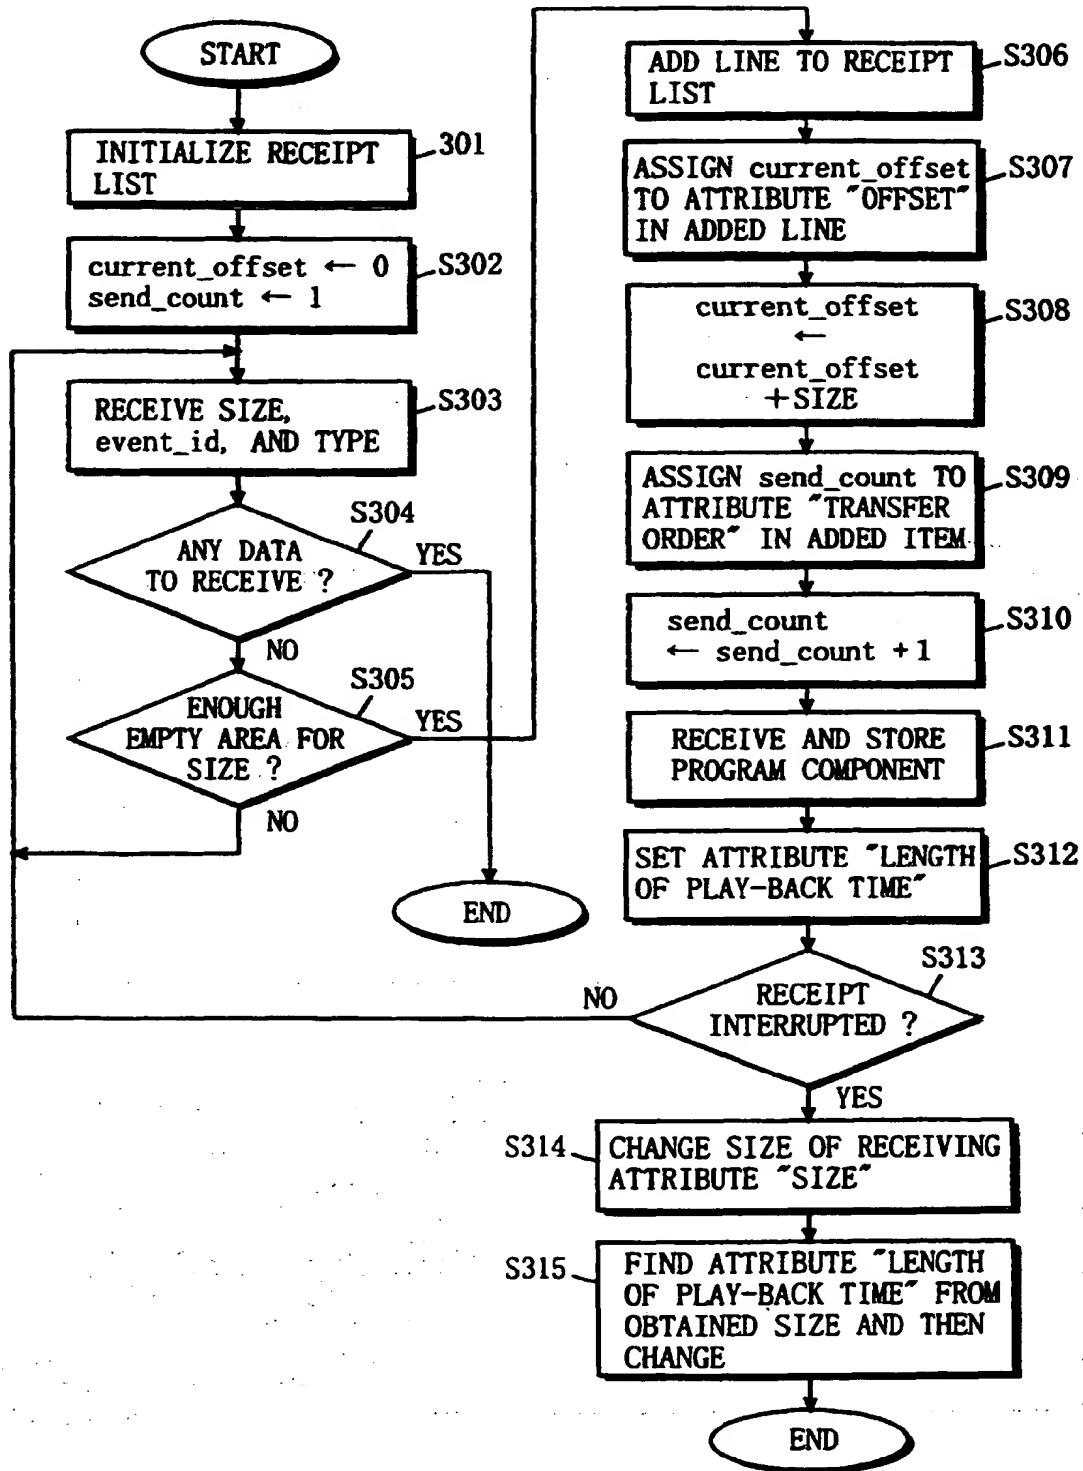 START
INITIALIZE RECEIPT
LIST
301
current_offset ← 0
send_count ← 1
S302
RECEIVE SIZE,
event_id, AND TYPE
S303
S304
ANY DATA
TO RECEIVE ?
YES
NO
S305
ENOUGH
EMPTY AREA FOR
SIZE ?
YES
NO
END
ADD LINE TO RECEIPT
LIST
S306
ASSIGN current_offset
TO ATTRIBUTE "OFFSET"
IN ADDED LINE
S307
current_offset
←
current_offset
+SIZE
S308
ASSIGN send_count TO
ATTRIBUTE "TRANSFER
ORDER" IN ADDED ITEM
S309
send_count
← send_count +1
S310
RECEIVE AND STORE
PROGRAM COMPONENT
S311
SET ATTRIBUTE "LENGTH
OF PLAY-BACK TIME"
S312
S313
RECEIPT
INTERRUPTED ?
NO
YES
S314
CHANGE SIZE OF RECEIVING
ATTRIBUTE "SIZE"
S315
FIND ATTRIBUTE "LENGTH
OF PLAY-BACK TIME" FROM
OBTAINED SIZE AND THEN
CHANGE
END